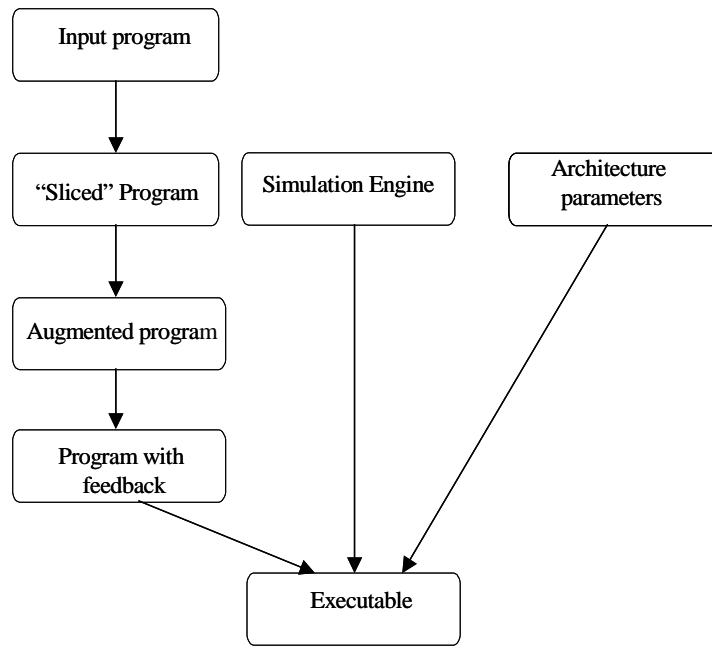 Input program
“Sliced” Program
Simulation Engine
Architecture
parameters
Augmented program
Program with
feedback
Executable